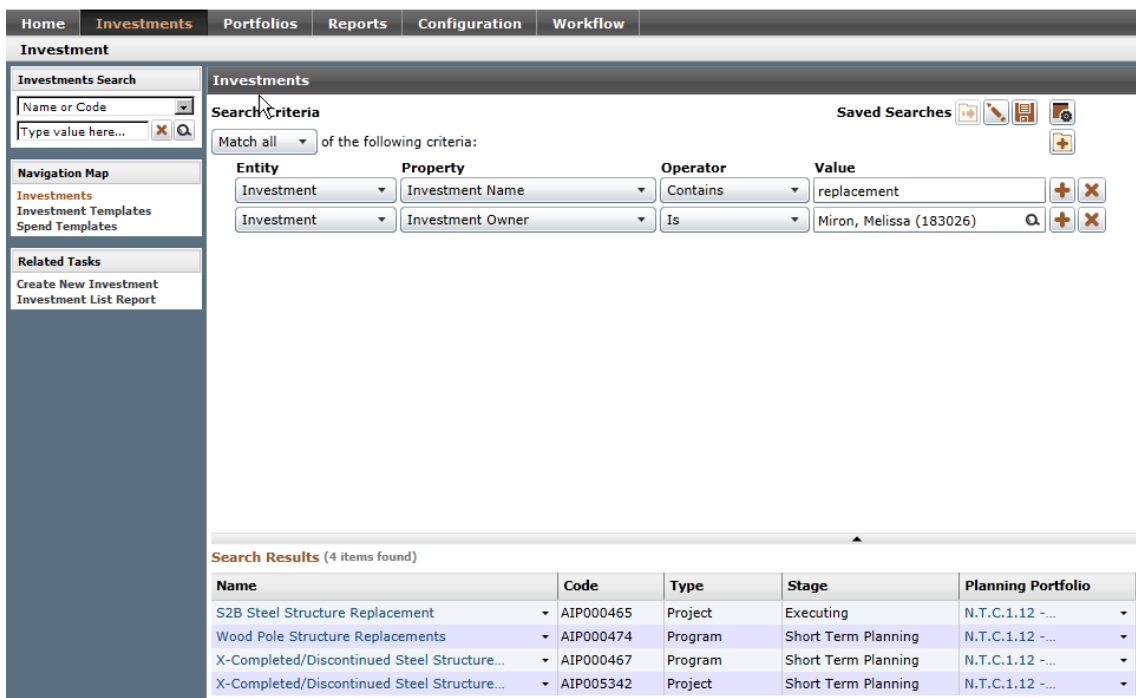 Home Investments Portfolios Reports Configuration Workflow
Investment
Investments Search
Name or Code
Type value here...
Navigation Map
Investments
Investment Templates
Spend Templates
Related Tasks
Create New Investment
Investment List Report
Investments
Search Criteria Saved Searches
Match all of the following criteria:
Entity Property Operator Value
Investment Investment Name Contains replacement
Investment Investment Owner Is Miron, Melissa (183026)
Search Results (4 items found)
Name Code Type Stage Planning Portfolio
S2B Steel Structure Replacement AIP000465 Project Executing N.T.C.1.12 -...
Wood Pole Structure Replacements AIP000474 Program Short Term Planning N.T.C.1.12 -...
X-Completed/Discontinued Steel Structure... AIP000467 Program Short Term Planning N.T.C.1.12 -...
X-Completed/Discontinued Steel Structure... AIP005342 Project Short Term Planning N.T.C.1.12 -...